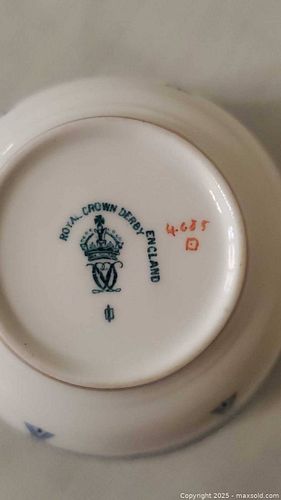 ROYAL CROWN DERBY ENGLAND
4685
Copyright 2025 - maxsold.com